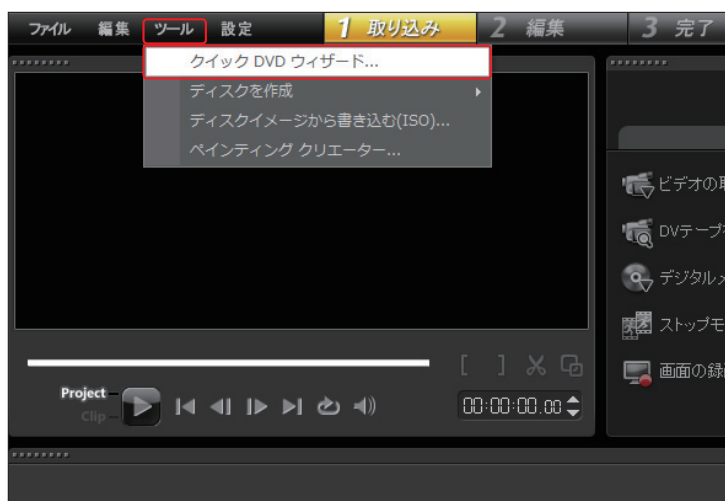 ファイル 編集 ツール 設定 1 取り込み 2 編集 3 完了
クイック DVD ウィザード...
ディスクを作成
ディスクイメージから書き込む(ISO)...
ペインティング クリエーター...
ビデオの
DVテープ
デジタル
ストップモ
画面の録
Project
Clip
00:00:00.00